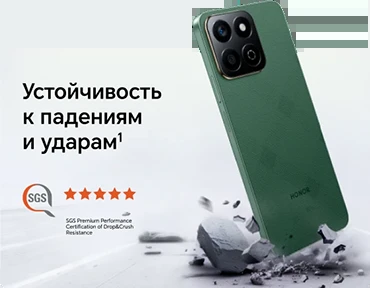 Устойчивость
к падениям
и ударам¹
SGS
SGS Premium Performance
Certification of Drop&Crush
Resistance
HONOR